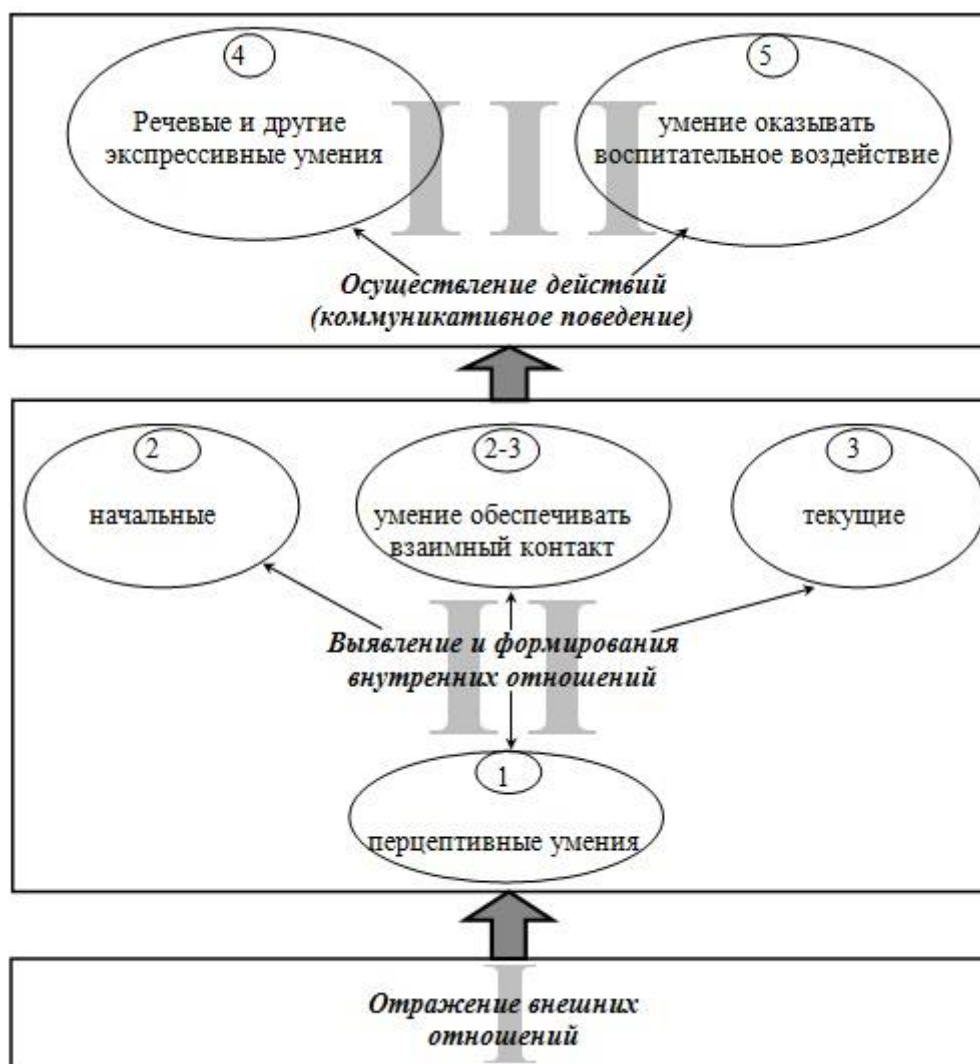 4
Речевые и другие
экспрессивные умения
5
умение оказывать
воспитательное воздействие
III
Осуществление действий
(коммуникативное поведение)
2
начальные
2-3
умение обеспечивать
взаимный контакт
3
текущие
II
Выявление и формирования
внутренних отношений
1
перцептивные умения
I
Отражение внешних
отношений